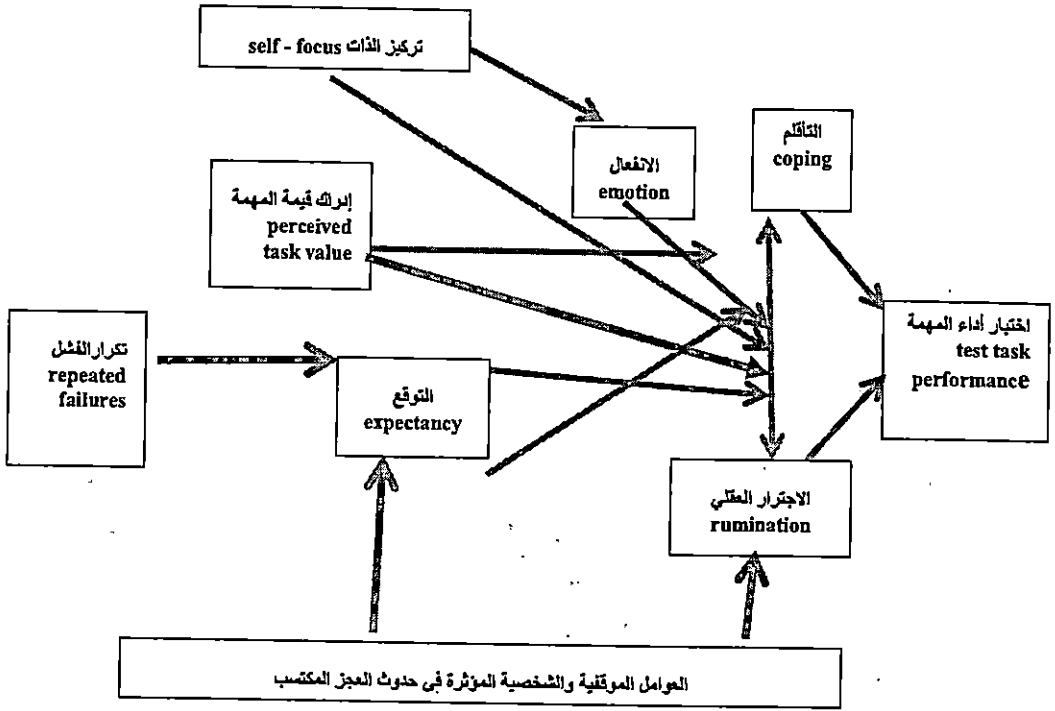 تركيز الذات self - focus
الانفعال
emotion
التأقلم
coping
إدراك قيمة المهمة
perceived
task value
تكرار الفشل
repeated
failures
التوقع
expectancy
اختبار أداء المهمة
test task
performance
الاجترار العقلي
rumination
العوامل الموقفية والشخصية المؤثرة في حدوث العجز المكتسب